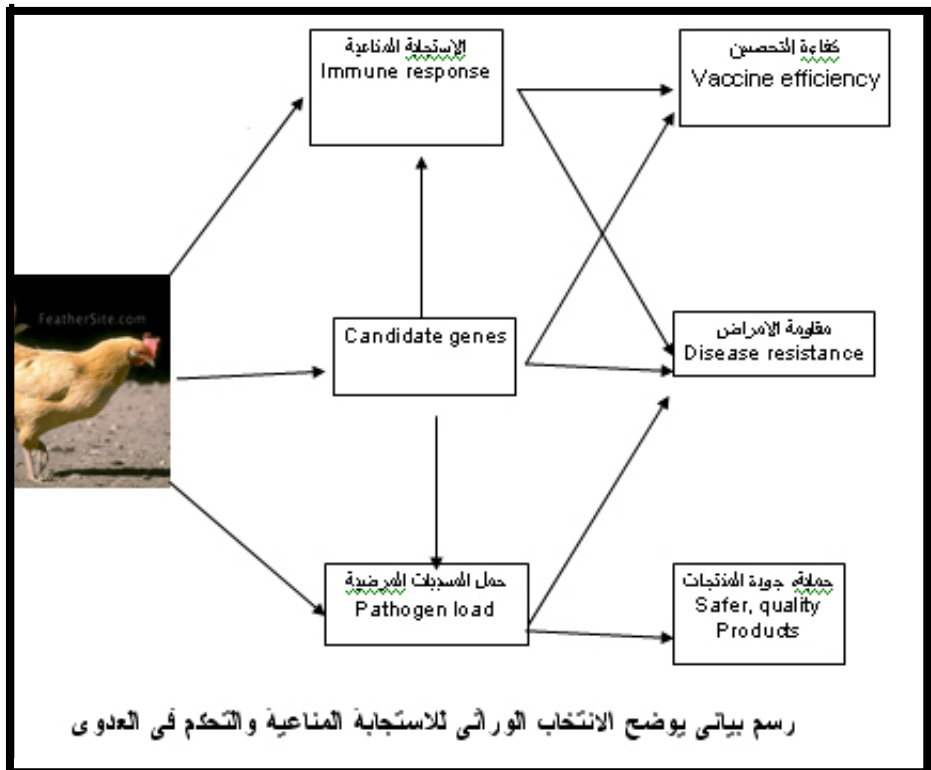 الإستجابة المناعية
Immune response
كفاءة التحصين
Vaccine efficiency
FeatherSite.com
Candidate genes
مقاومة الامراض
Disease resistance
حمل المسببات المرضية
Pathogen load
حماية، جودة المنتجات
Safer, quality
Products
رسم بيانى يوضح الانتخاب الوراثى للاستجابة المناعية والتحكم فى العدوى